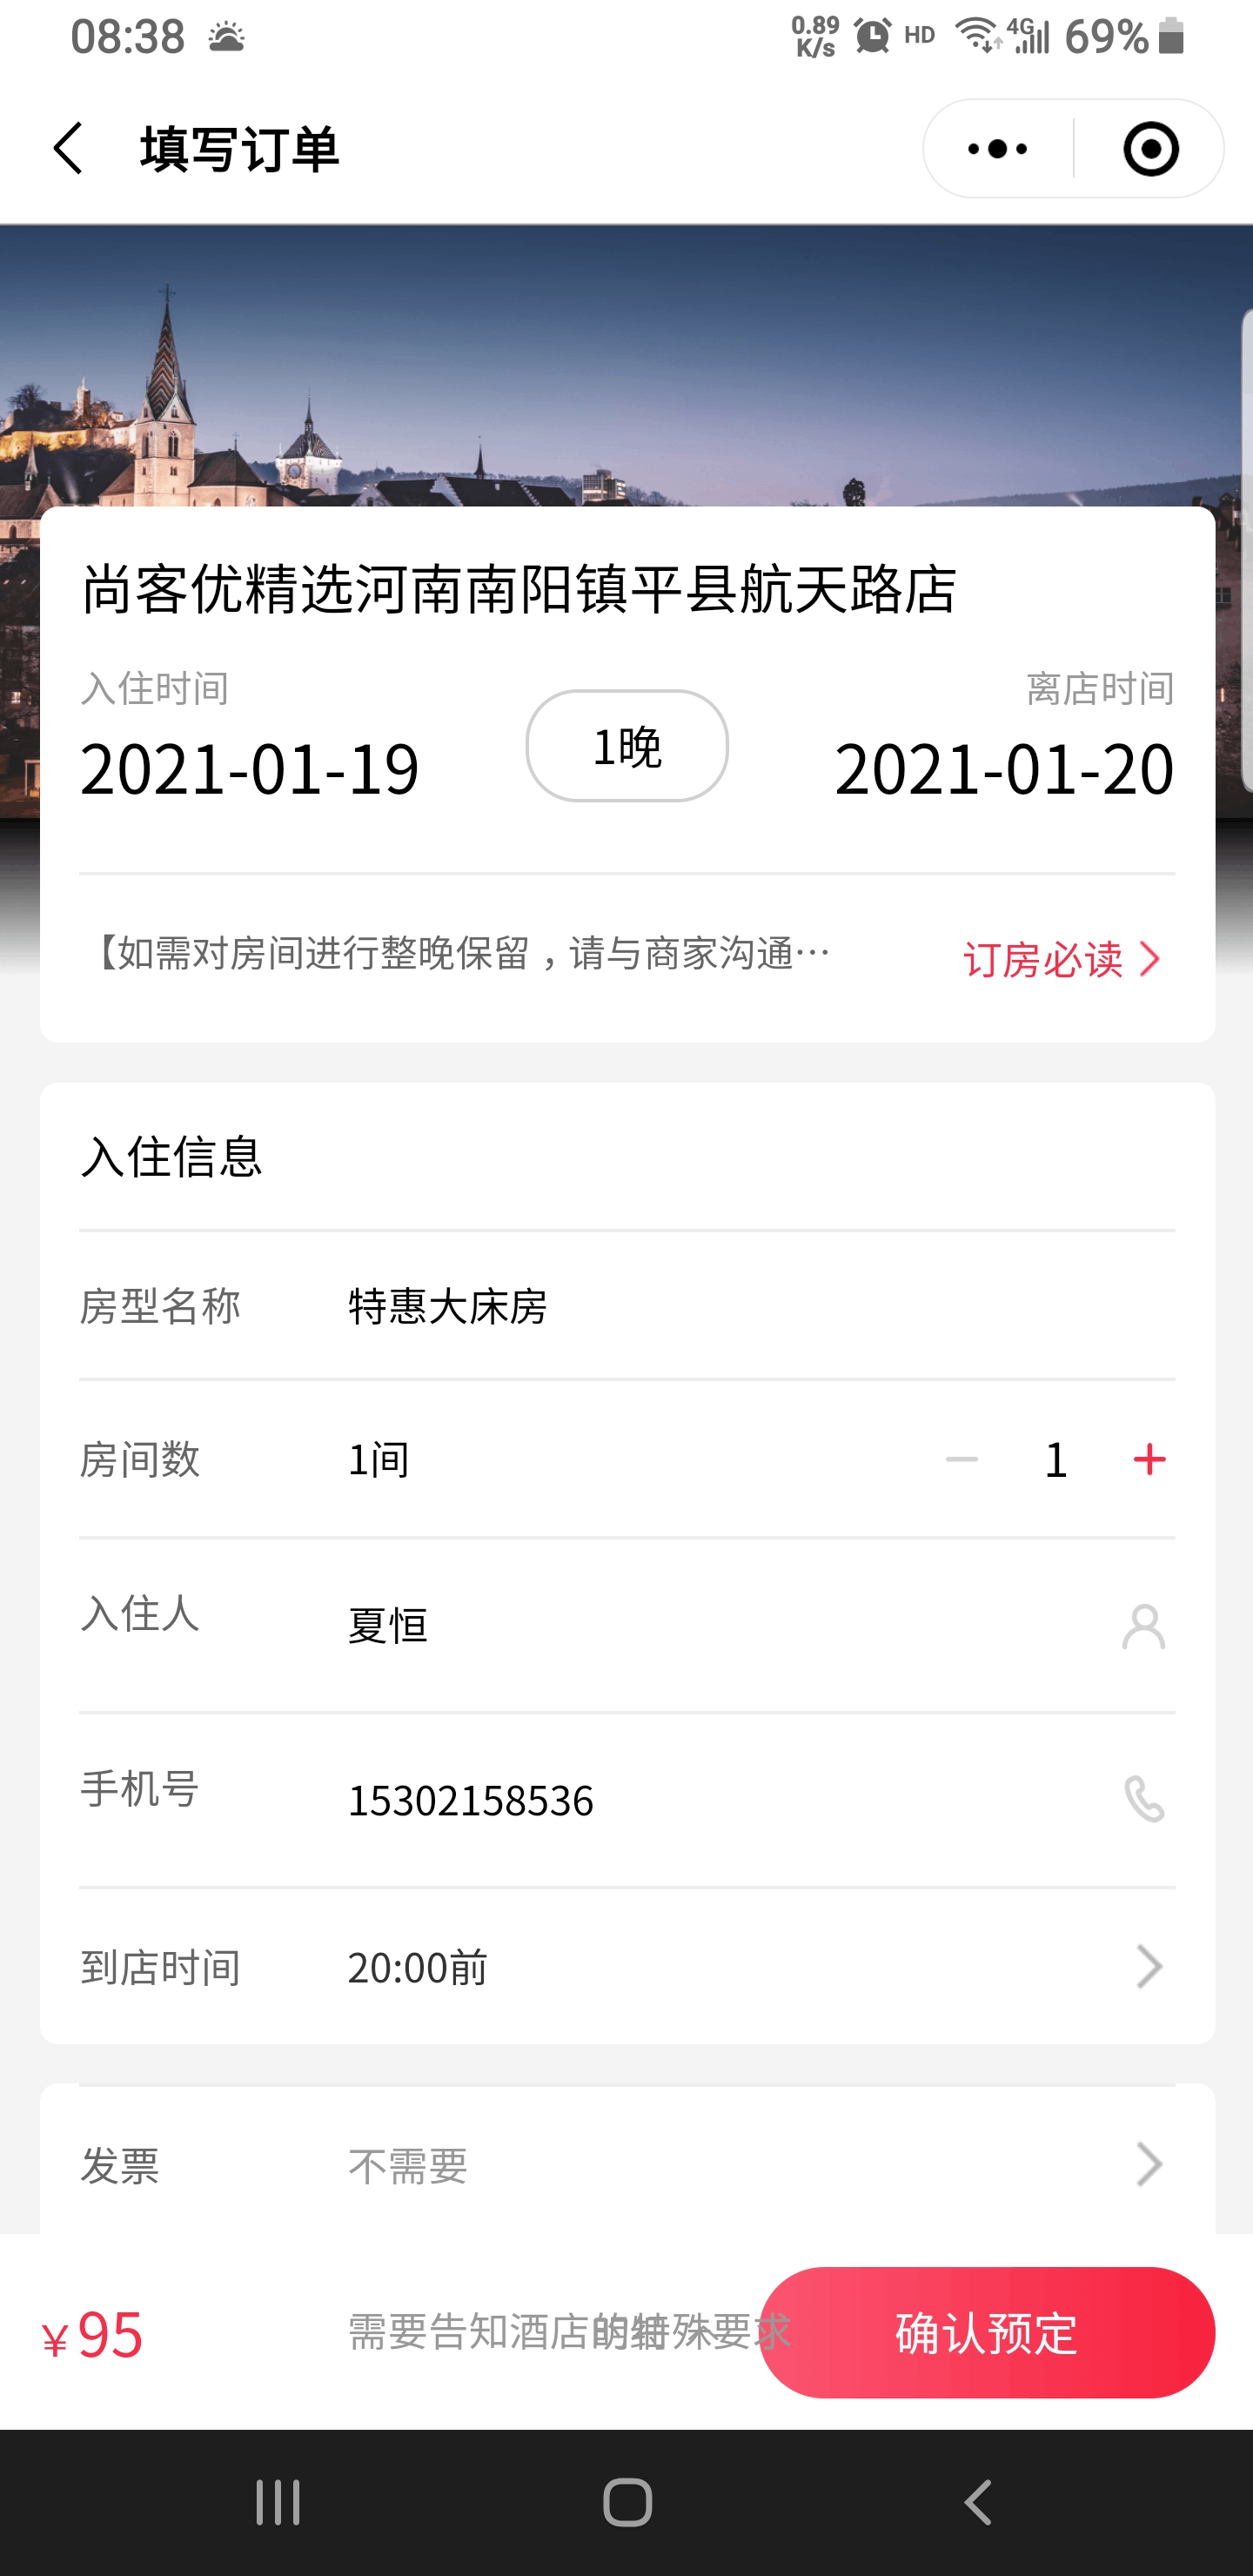 08:38
0.89
K/s
HD
4G
69%
填写订单
尚客优精选河南南阳镇平县航天路店
入住时间
离店时间
2021-01-19
1晚
2021-01-20
【如需对房间进行整晚保留，请与商家沟通…
订房必读
入住信息
房型名称
特惠大床房
房间数
1间
1
入住人
夏恒
手机号
15302158536
到店时间
20:00前
发票
不需要
¥95
需要告知酒店的特殊要求
确认预定